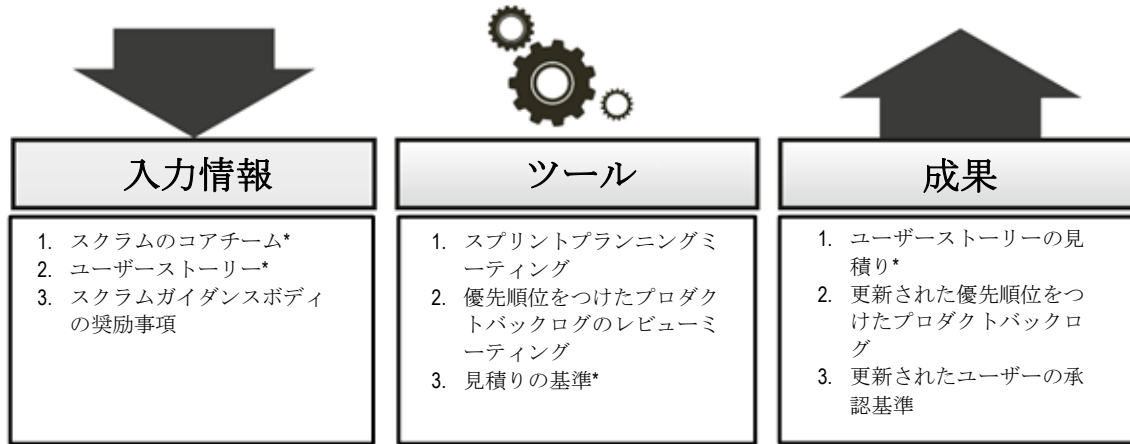 入力情報
1. スクラムのコアチーム*
2. ユーザーストーリー*
3. スクラムガイダンスボディ
の奨励事項
ツール
1. スプリントプランニングミ
ーティング
2. 優先順位をつけたプロダク
トバックログのレビューミ
ーティング
3. 見積りの基準*
成果
1. ユーザーストーリーの見
積り*
2. 更新された優先順位をつ
けたプロダクトバックロ
グ
3. 更新されたユーザーの承
認基準